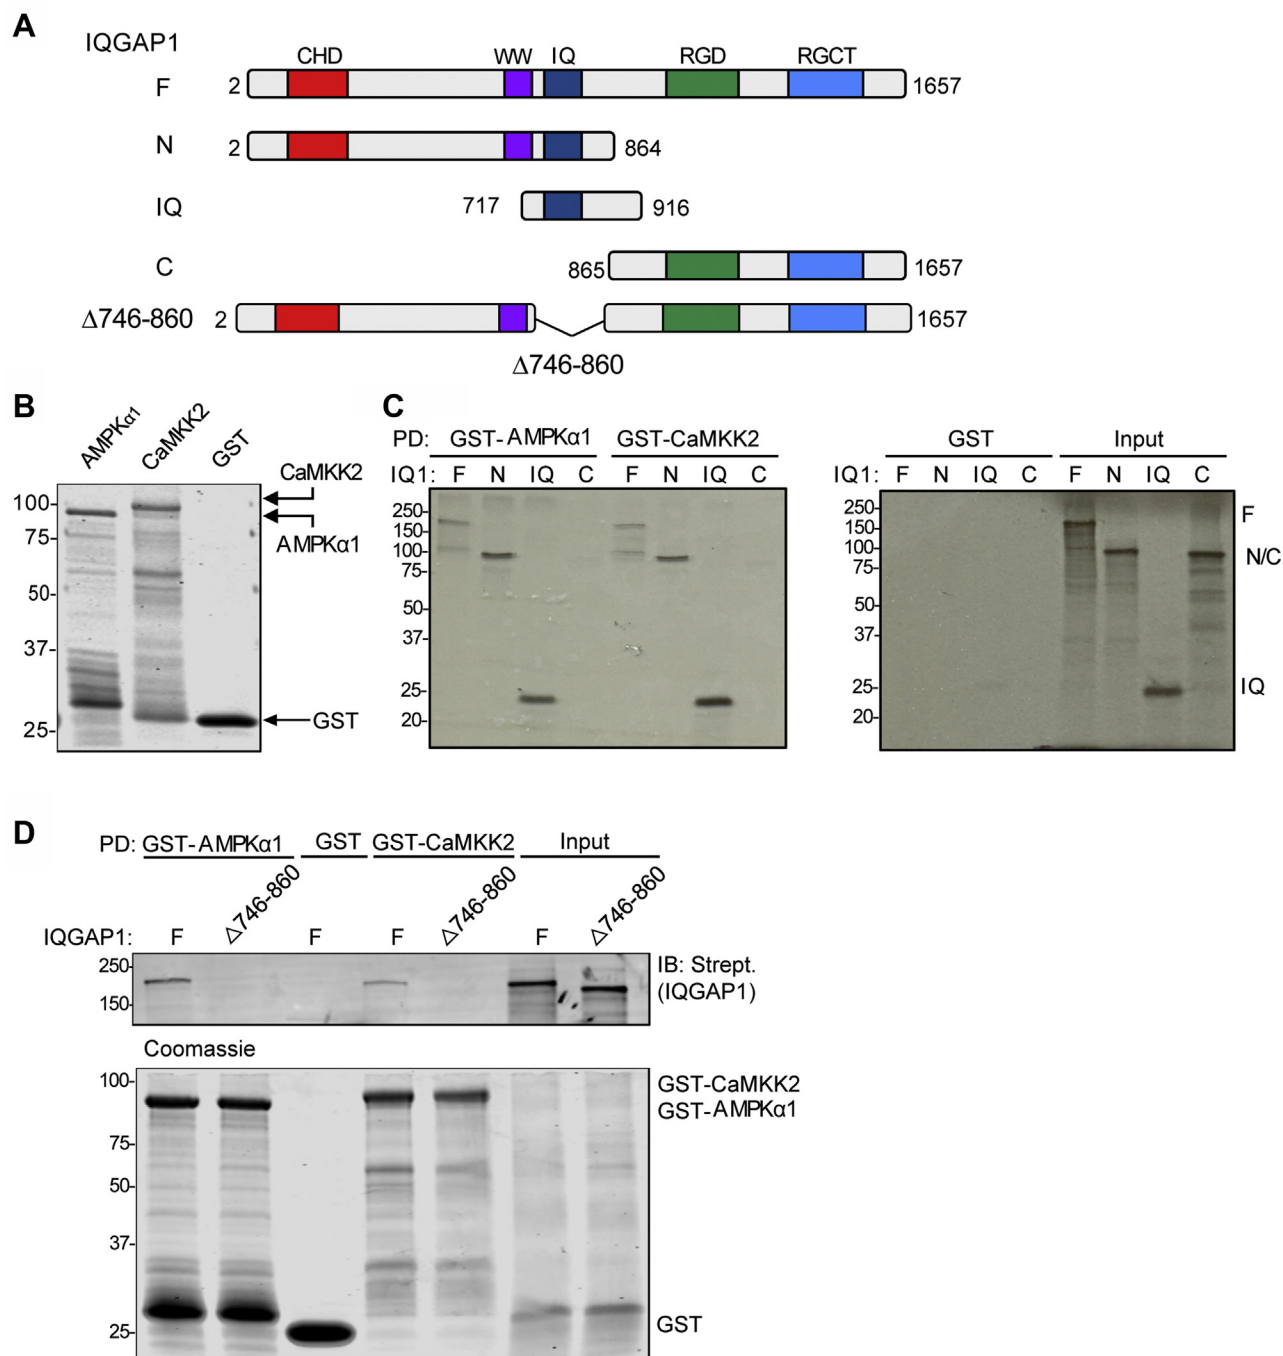 A
IQGAP1
CHD WW IQ RGD RGCT
F 2 1657
N 2 864
IQ 717 916
C 865 1657
Δ746-860 2 1657
Δ746-860
B
AMPKα1 CaMKK2 GST
CaMKK2
AMPKα1
100-
75-
50-
37-
25-
GST
C
PD: GST-AMPKα1 GST-CaMKK2
IQ1: F N IQ C F N IQ C
250-
150-
100-
75-
50-
37-
25-
20-
GST Input
IQ1: F N IQ C F N IQ C
250-
150-
100-
75-
50-
37-
25-
20-
F
N/C
IQ
D
PD: GST-AMPKα1 GST GST-CaMKK2 Input
IQGAP1: F Δ746-860 F F Δ746-860 F Δ746-860
250-
150-
IB: Strept.
(IQGAP1)
Coomassie
100-
75-
50-
37-
25-
GST-CaMKK2
GST-AMPKα1
GST